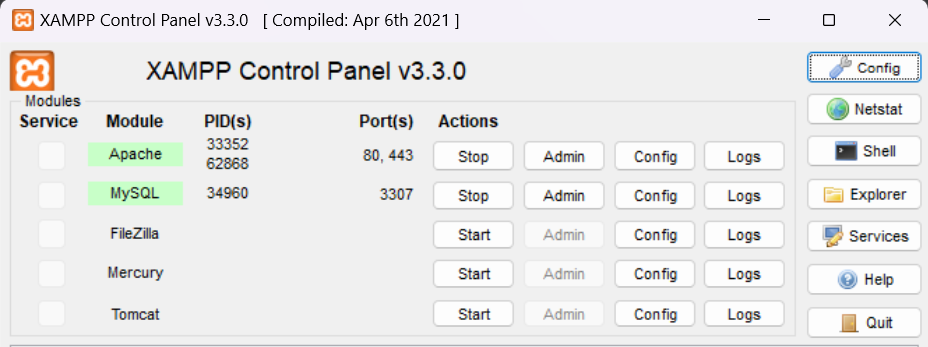 XAMPP Control Panel v3.3.0 [ Compiled: Apr 6th 2021 ]
XAMPP Control Panel v3.3.0
Config
Modules
Service Module PID(s) Port(s) Actions
Netstat
Apache 33352 62868 80, 443 Stop Admin Config Logs
Shell
MySQL 34960 3307 Stop Admin Config Logs
Explorer
FileZilla Start Admin Config Logs
Services
Mercury Start Admin Config Logs
Help
Tomcat Start Admin Config Logs
Quit